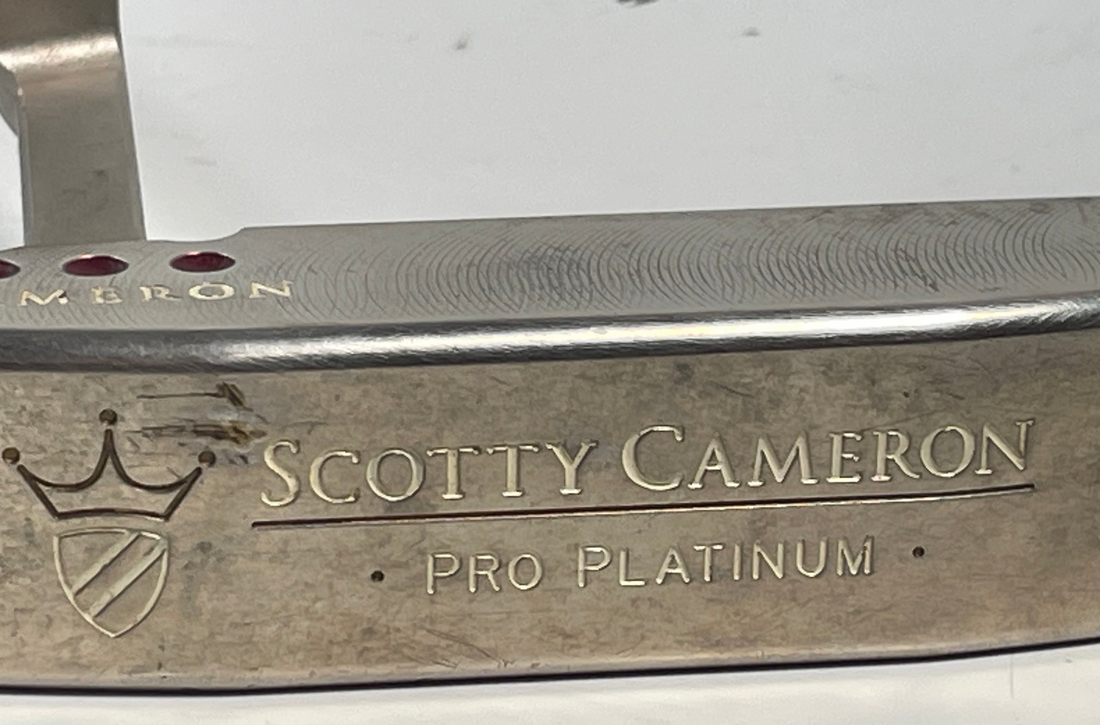 MERON
SCOTTY CAMERON
• PRO PLATINUM •